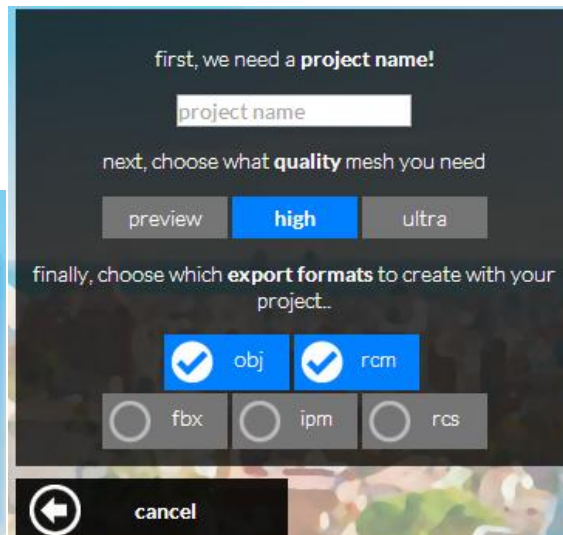 first, we need a project name!
project name
next, choose what quality mesh you need
preview high ultra
finally, choose which export formats to create with your
project..
obj rcm
fbx ipm rcs
cancel